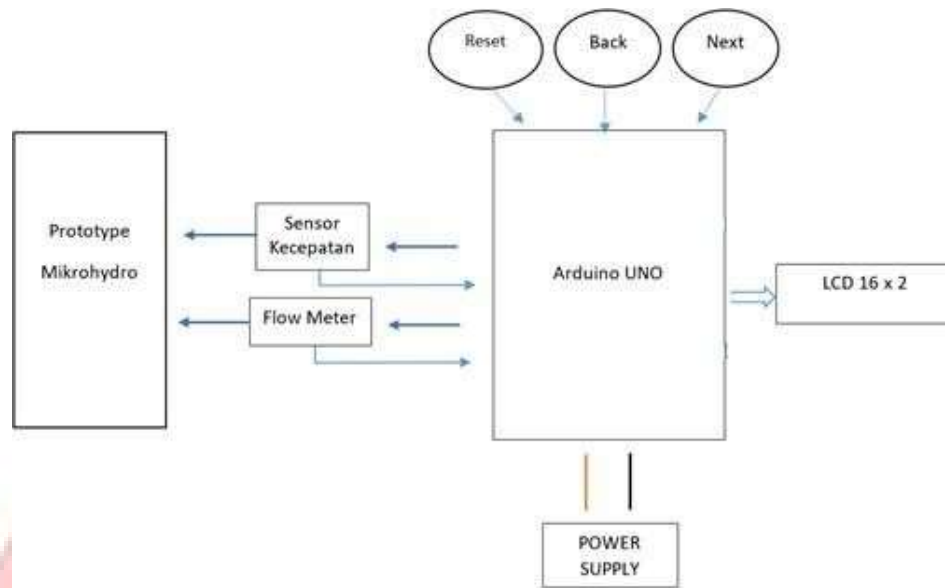 Reset
Back
Next
Prototype
Mikrohydro
Sensor
Kecepatan
Flow Meter
Arduino UNO
LCD 16 x 2
POWER
SUPPLY